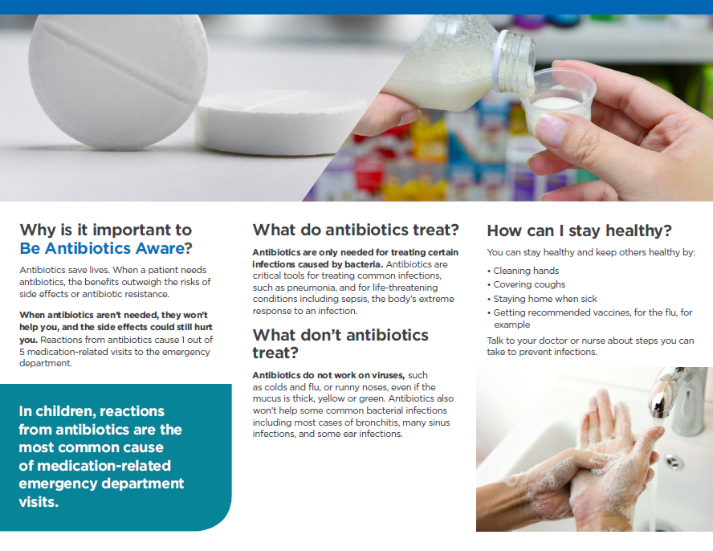 Why is it important to
Be Antibiotics Aware?
Antibiotics save lives. When a patient needs
antibiotics, the benefits outweigh the risks of
side effects or antibiotic resistance.
When antibiotics aren't needed, they won't
help you, and the side effects could still hurt
you. Reactions from antibiotics cause 1 out of
5 medication-related visits to the emergency
department.
In children, reactions
from antibiotics are the
most common cause
of medication-related
emergency department
visits.
What do antibiotics treat?
Antibiotics are only needed for treating certain
infections caused by bacteria. Antibiotics are
critical tools for treating common infections,
such as pneumonia, and for life-threatening
conditions including sepsis, the body's extreme
response to an infection.
What don't antibiotics
treat?
Antibiotics do not work on viruses, such
as colds and flu, or runny noses, even if the
mucus is thick, yellow or green. Antibiotics also
won't help some common bacterial infections
including most cases of bronchitis, many sinus
infections, and some ear infections.
How can I stay healthy?
You can stay healthy and keep others healthy by:
• Cleaning hands
• Covering coughs
• Staying home when sick
• Getting recommended vaccines, for the flu, for
example
Talk to your doctor or nurse about steps you can
take to prevent infections.